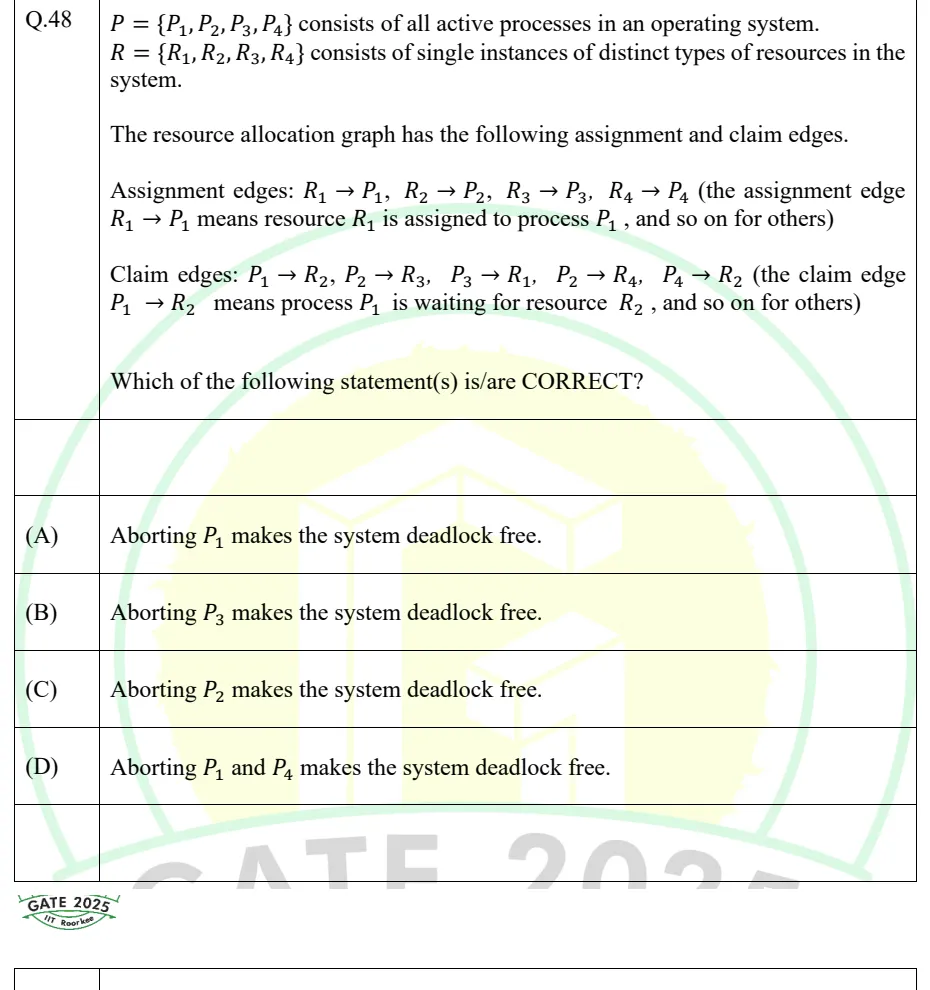 Q.48
P = {P₁, P₂, P₃, P₄} consists of all active processes in an operating system.
R = {R₁, R₂, R₃, R₄} consists of single instances of distinct types of resources in the
system.
The resource allocation graph has the following assignment and claim edges.
Assignment edges: R₁ → P₁, R₂ → P₂, R₃ → P₃, R₄ → P₄ (the assignment edge
R₁ → P₁ means resource R₁ is assigned to process P₁ , and so on for others)
Claim edges: P₁ → R₂, P₂ → R₃, P₃ → R₁, P₂ → R₄, P₄ → R₂ (the claim edge
P₁ → R₂ means process P₁ is waiting for resource R₂ , and so on for others)
Which of the following statement(s) is/are CORRECT?
(A) Aborting P₁ makes the system deadlock free.
(B) Aborting P₃ makes the system deadlock free.
(C) Aborting P₂ makes the system deadlock free.
(D) Aborting P₁ and P₄ makes the system deadlock free.
GATE 2025
GATE 2025
IIT Roorkee